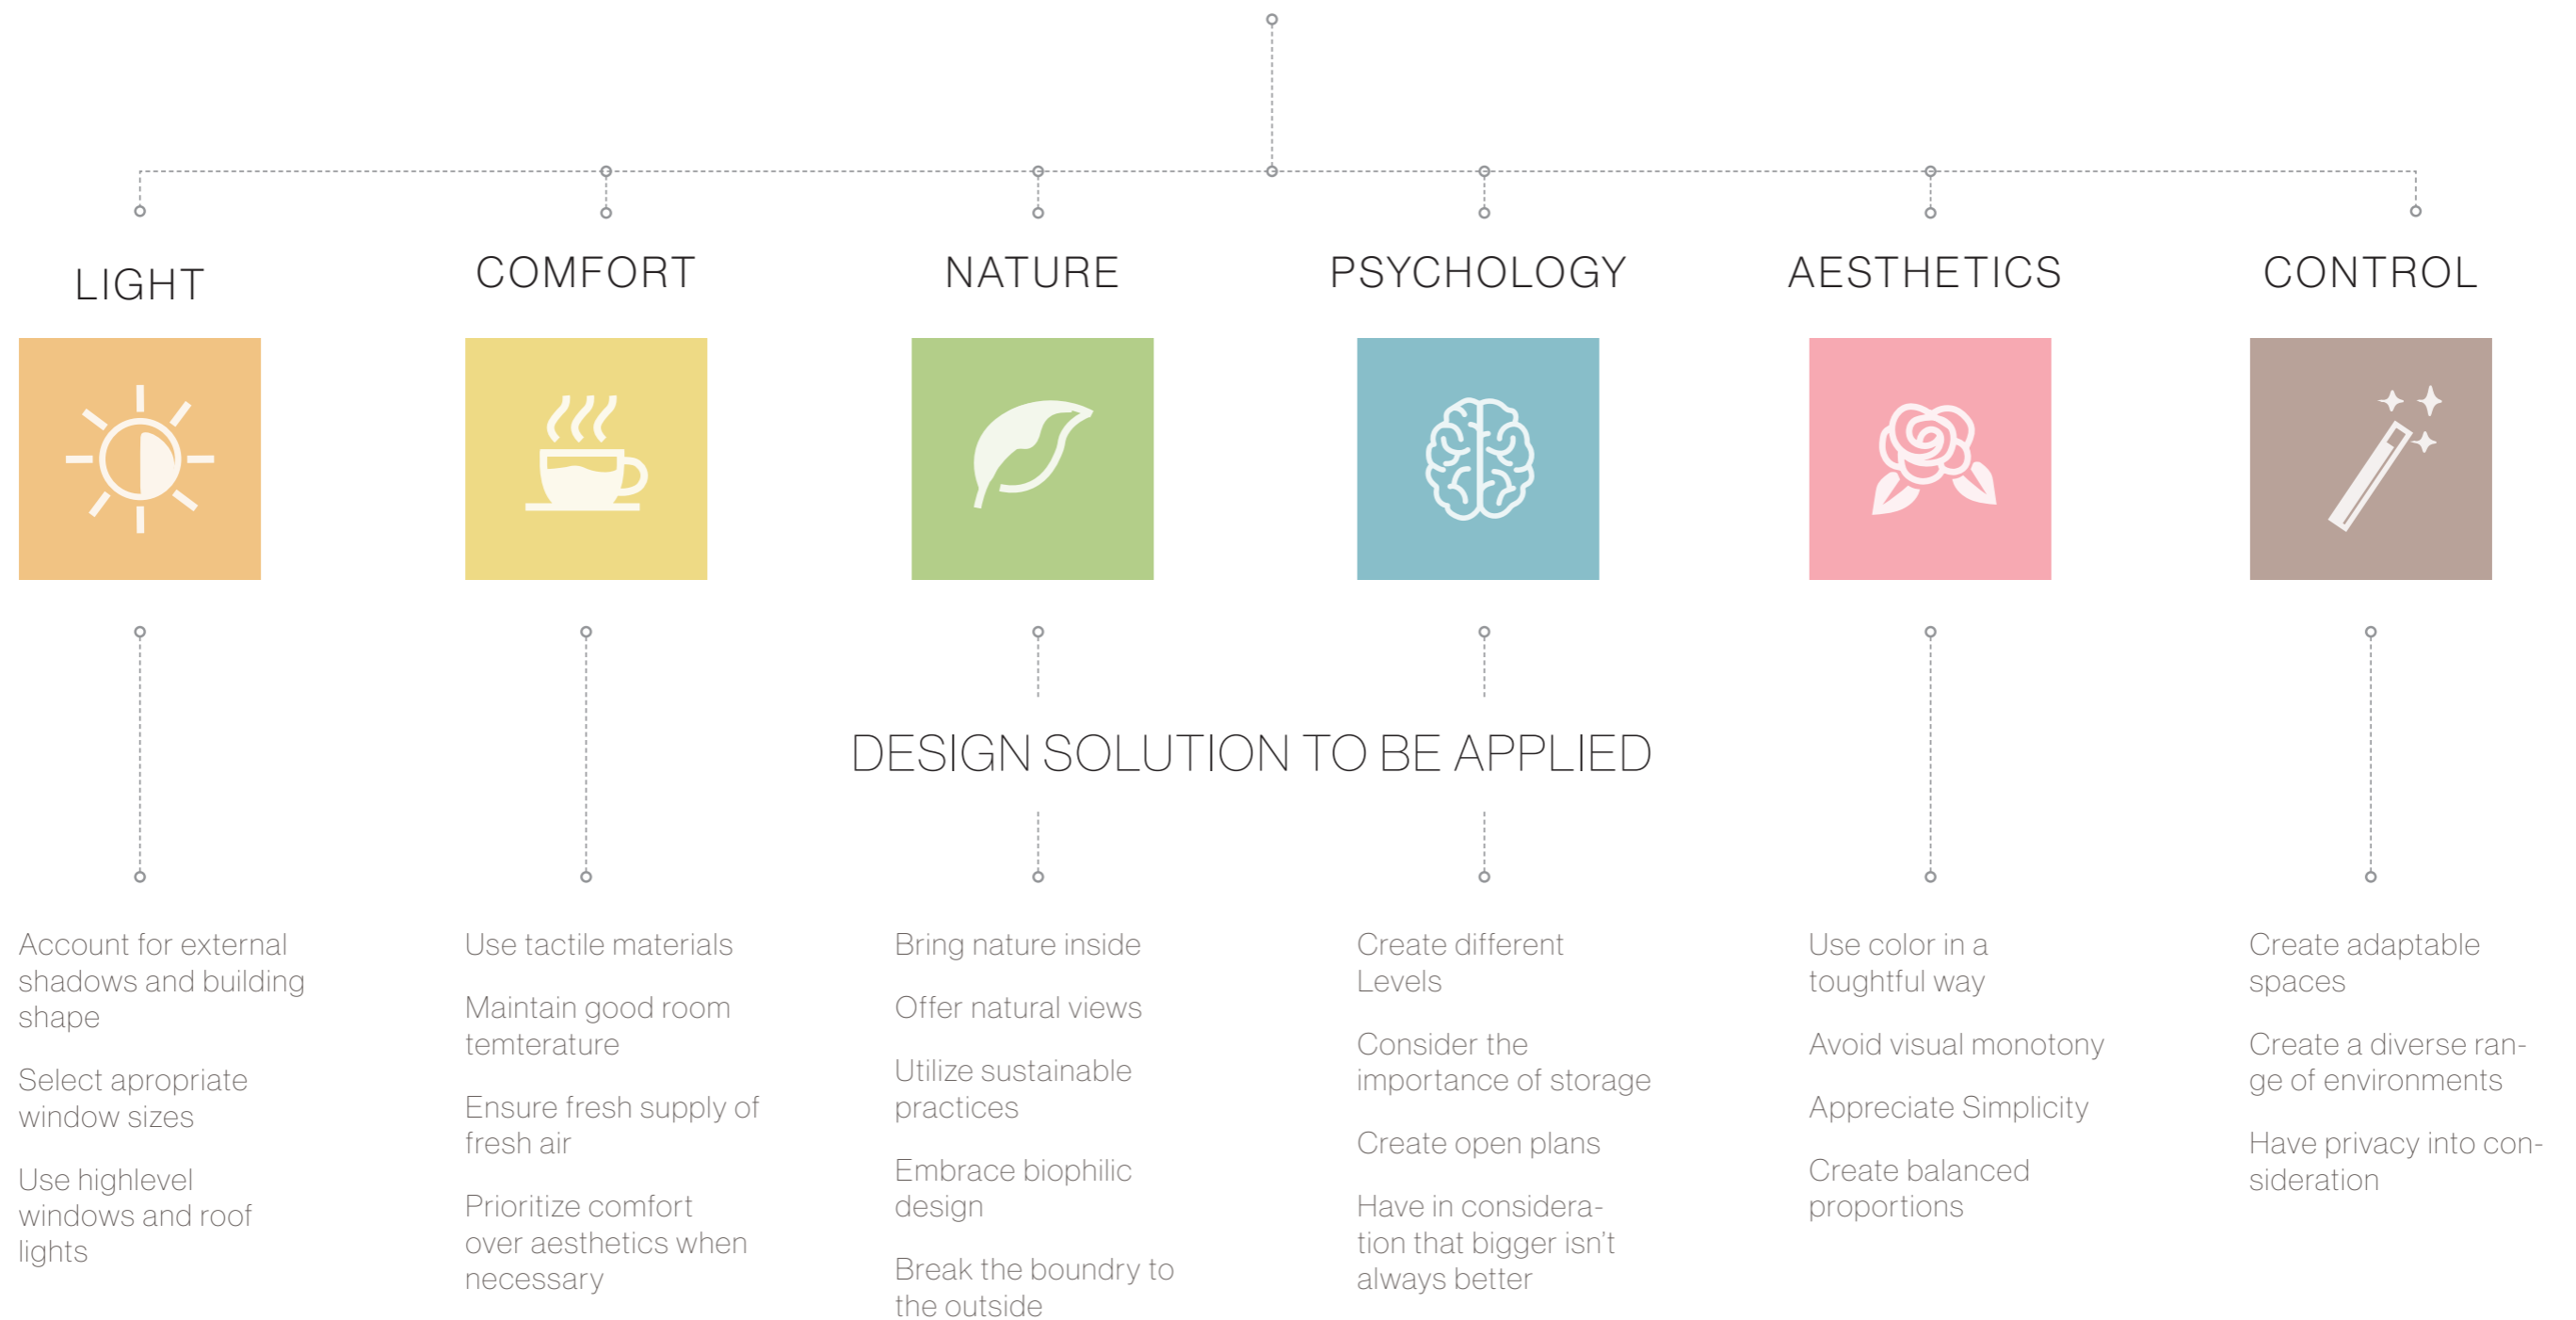 LIGHT
COMFORT
NATURE
PSYCHOLOGY
AESTHETICS
CONTROL
DESIGN SOLUTION TO BE APPLIED
Account for external
shadows and building
shape
Select apropriate
window sizes
Use highlevel
windows and roof
lights
Use tactile materials
Maintain good room
temterature
Ensure fresh supply of
fresh air
Prioritize comfort
over aesthetics when
necessary
Bring nature inside
Offer natural views
Utilize sustainable
practices
Embrace biophilic
design
Break the boundry to
the outside
Create different
Levels
Consider the
importance of storage
Create open plans
Have in considera-
tion that bigger isn't
always better
Use color in a
toughtful way
Avoid visual monotony
Appreciate Simplicity
Create balanced
proportions
Create adaptable
spaces
Create a diverse ran-
ge of environments
Have privacy into con-
sideration